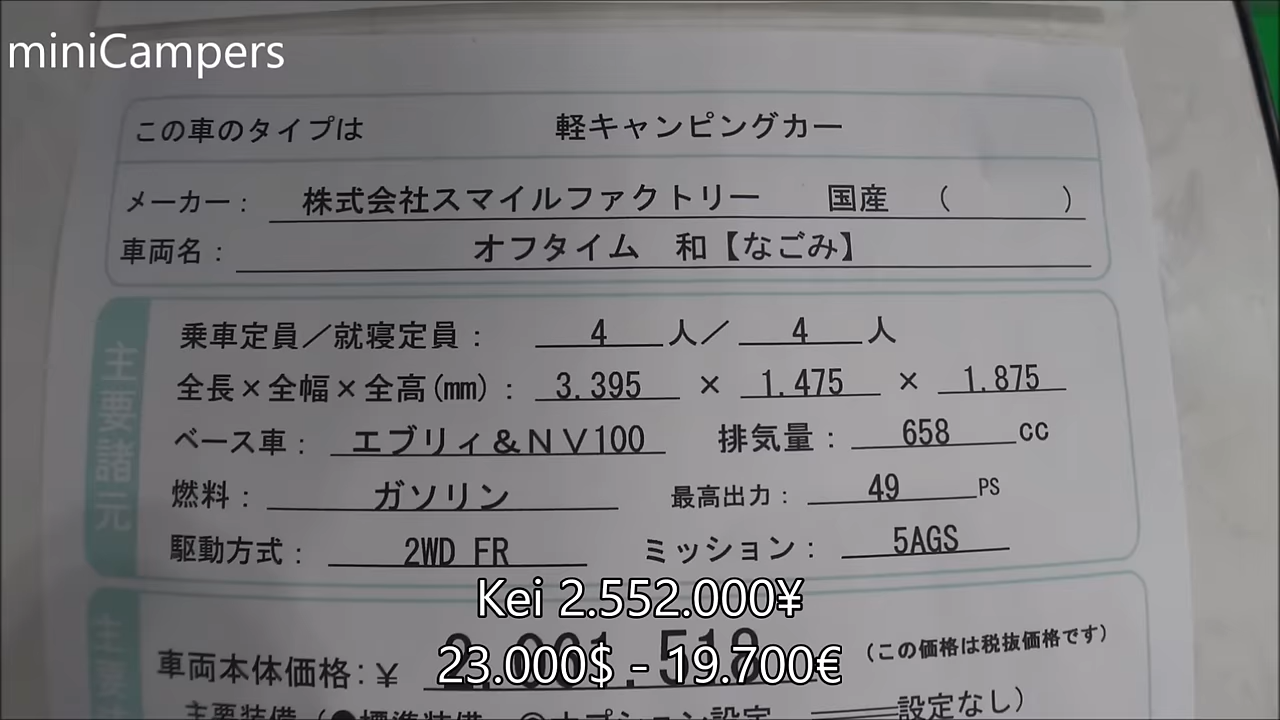 miniCampers
この車のタイプは 軽キャンピングカー
メーカー： 株式会社スマイルファクトリー 国産 （ ）
車両名： オフタイム 和【なごみ】
主要諸元
乗車定員／就寝定員： 4 人／ 4 人
全長×全幅×全高(mm)： 3.395 × 1.475 × 1.875
ベース車： エブリィ＆ＮＶ100 排気量： 658 cc
燃料： ガソリン 最高出力： 49 PS
駆動方式： 2WD FR ミッション： 5AGS
Kei 2.552.000¥
主要
車両本体価格:¥ （この価格は税抜価格です）
23.000$ - 19.700€
設定なし）